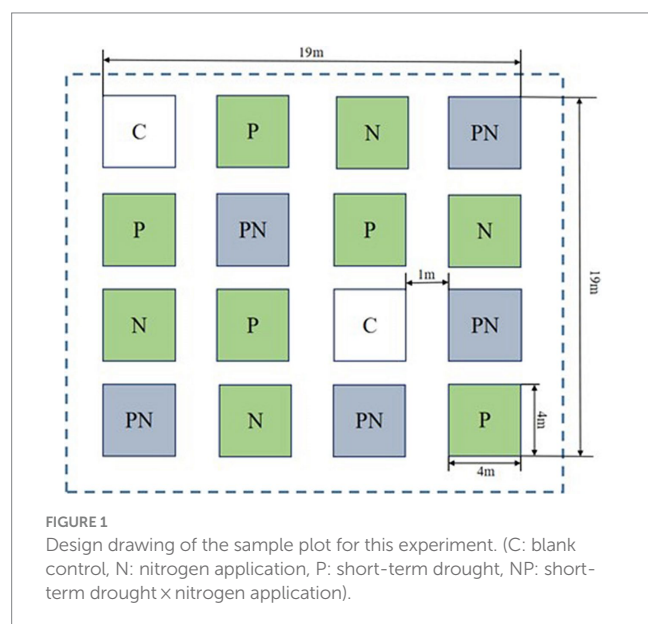 19m
C P N PN
P PN P N
1m
19m
N P C PN
PN N PN P
4m
4m
FIGURE 1
Design drawing of the sample plot for this experiment. (C: blank
control, N: nitrogen application, P: short-term drought, NP: short-
term drought × nitrogen application).